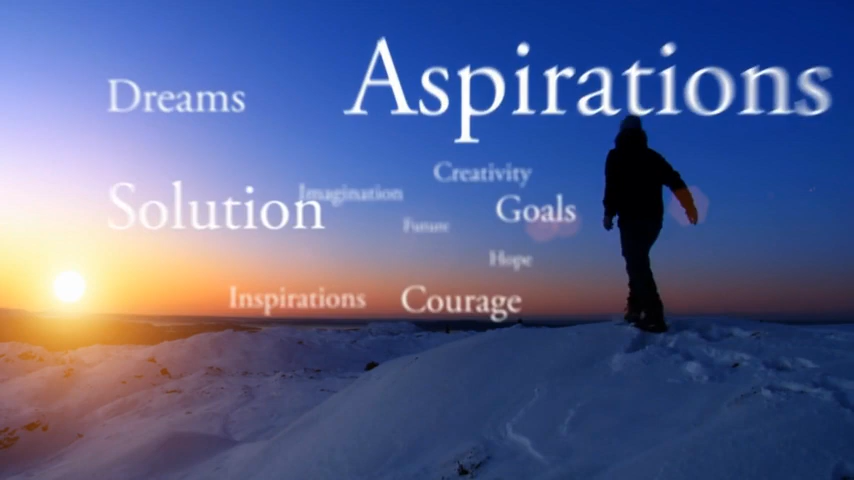 Aspirations
Dreams
Creativity
Imagination
Solution
Goals
Future
Hope
Inspirations
Courage